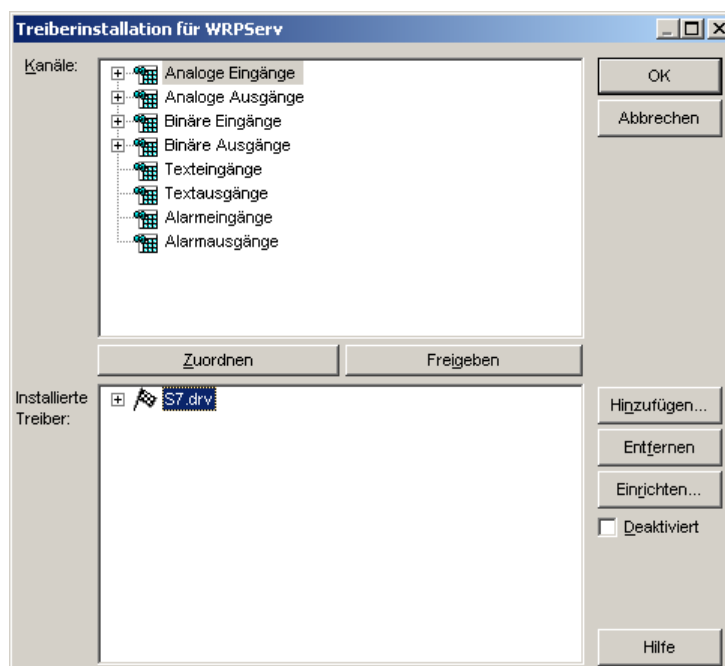 Treiberinstallation für WRPServ
Kanäle:
Analoge Eingänge
Analoge Ausgänge
Binäre Eingänge
Binäre Ausgänge
Texteingänge
Textausgänge
Alarmeingänge
Alarmausgänge
OK
Abbrechen
Zuordnen
Freigeben
Installierte
Treiber:
S7.drv
Hinzufügen...
Entfernen
Einrichten...
Deaktiviert
Hilfe